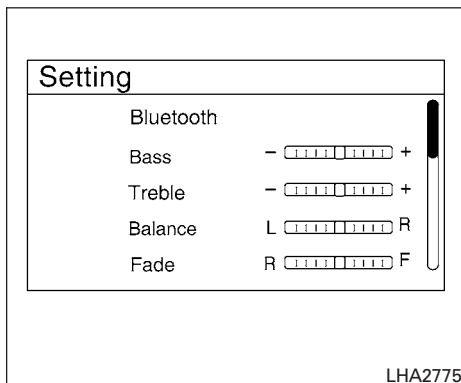 Setting
Bluetooth
Bass - +
Treble - +
Balance L R
Fade R F
LHA2775